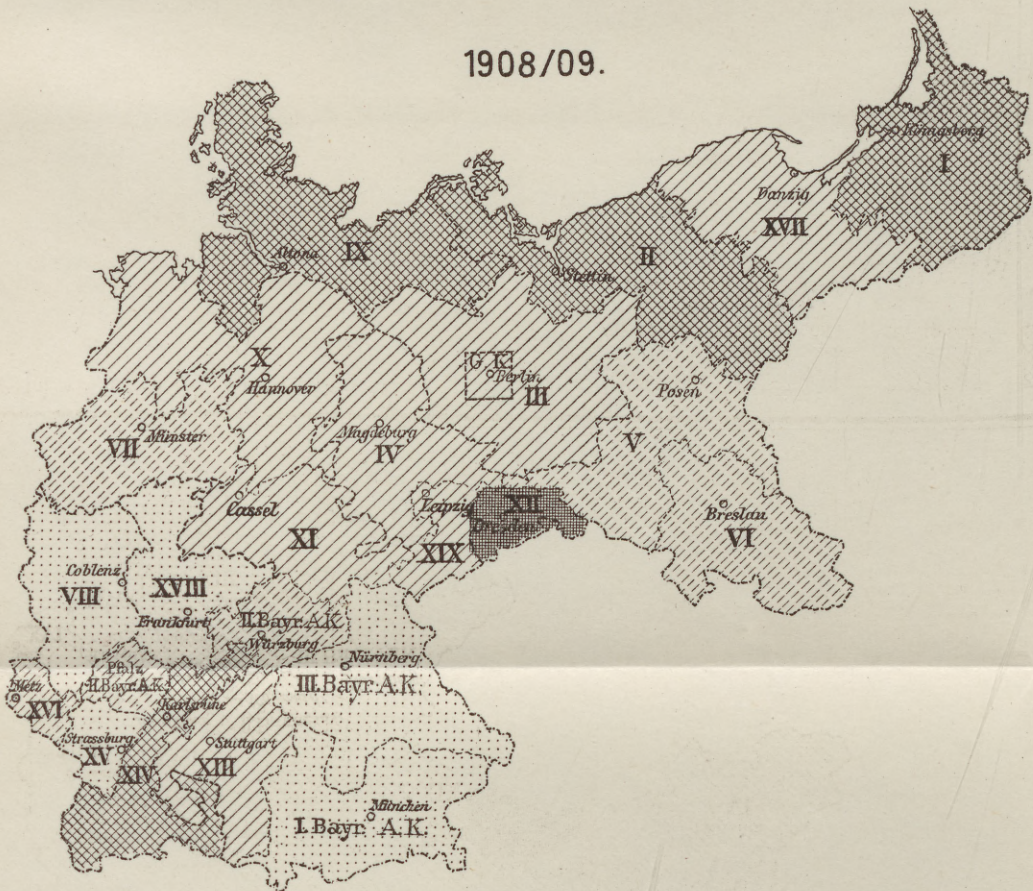 1908/09.
Königsberg
I
Danzig
XVII
Altona
IX
II
Stettin
X
Hannover
G. K.
Berlin
III
Posen
VII
Münster
Magdeburg
IV
V
Cassel
Leipzig
XII
Dresden
Breslau
VI
XI
XIX
Coblenz
VIII
XVIII
Frankfurt
II.Bayr. A.K.
Würzburg
Nürnberg
III.Bayr. A.K.
Pfalz
II.Bayr. A.K.
Metz
XVI
Karlsruhe
Strassburg
XV
XIV
Stuttgart
XIII
München
I.Bayr. A.K.